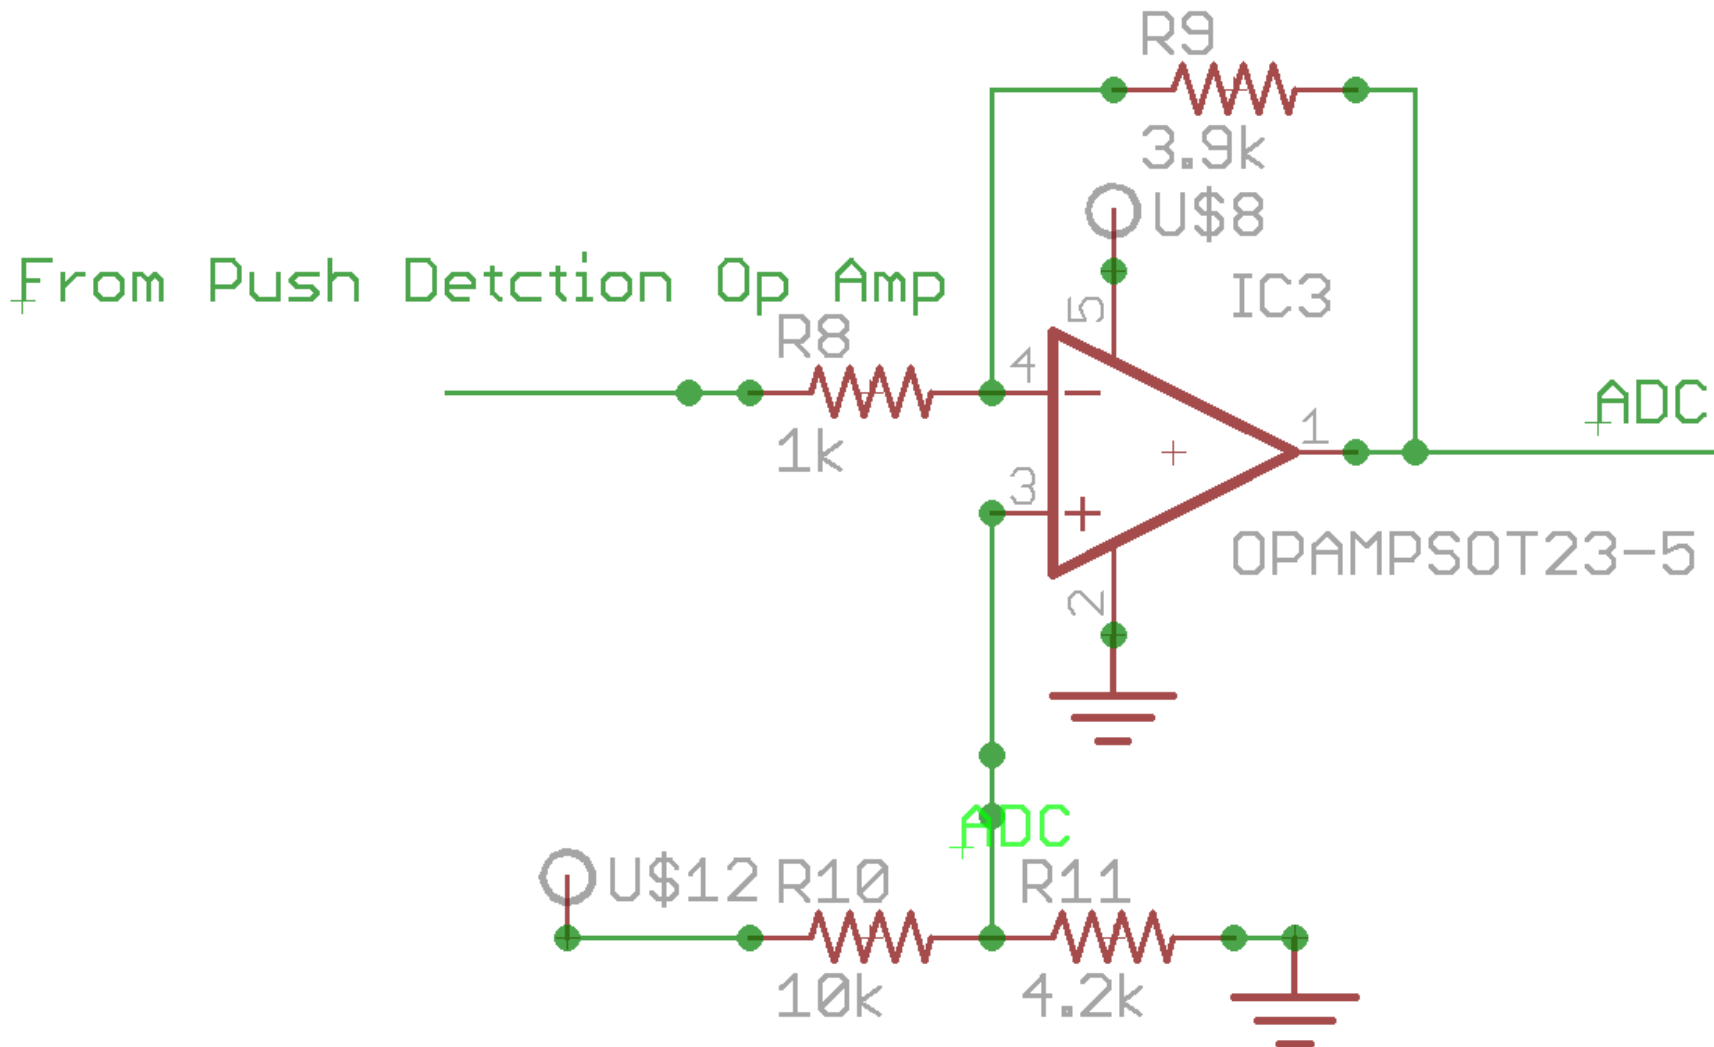 R9
3.9k
U$8
From Push Detction Op Amp
IC3
5
R8
4
ADC
1k
1
3
OPAMPSOT23-5
2
ADC
U$12
R10
R11
10k
4.2k